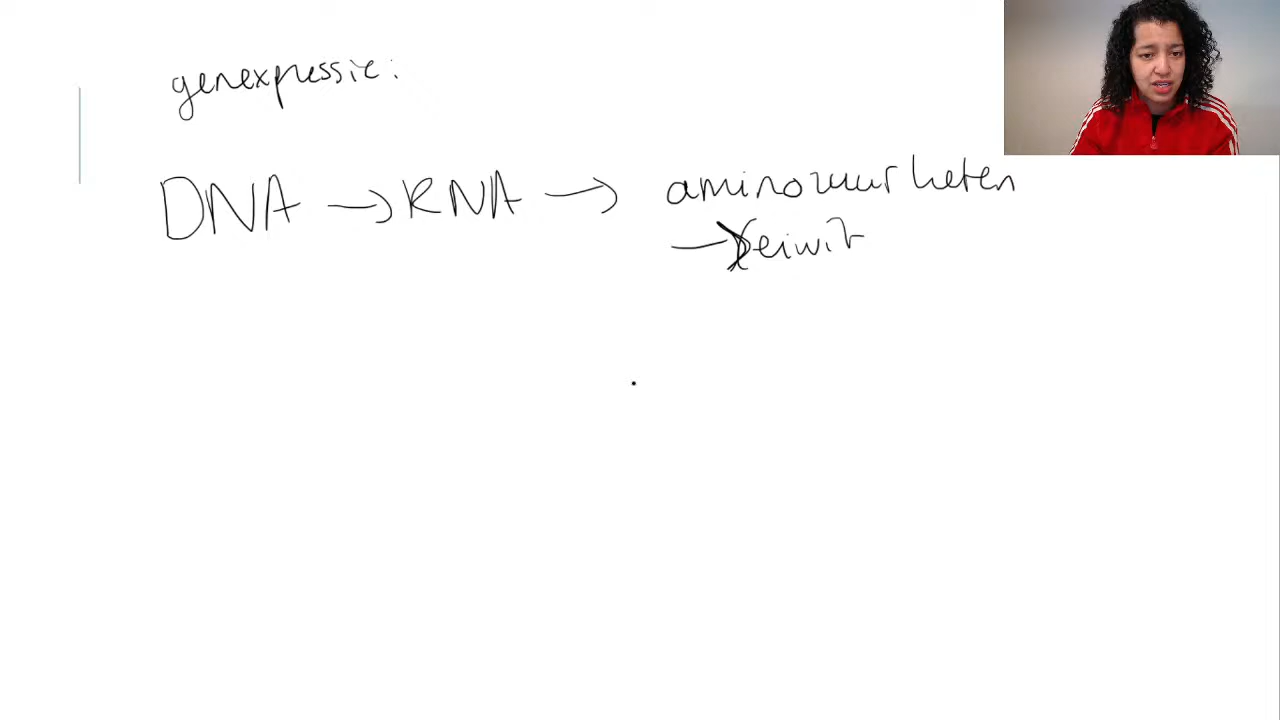 genexpressie:
DNA → RNA → aminozuurketen
→ eiwit